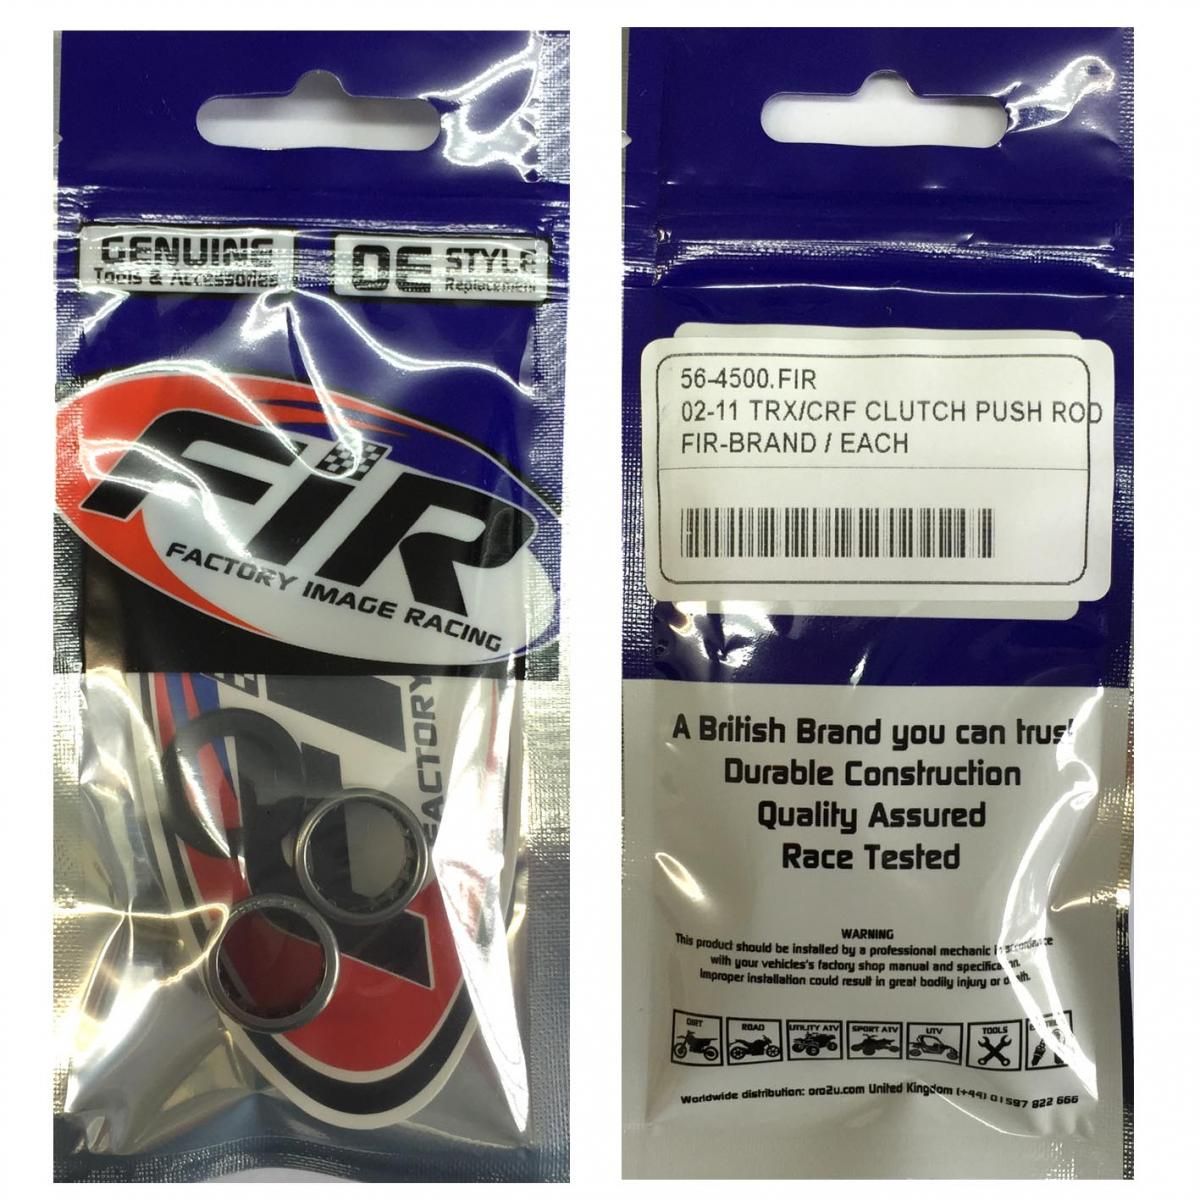 GENUINE
Tools & Accessories
OE STYLE
Replacement
FiR
FACTORY IMAGE RACING
FACTORY
56-4500.FIR
02-11 TRX/CRF CLUTCH PUSH ROD
FIR-BRAND / EACH
A British Brand you can trust
Durable Construction
Quality Assured
Race Tested
WARNING
This product should be installed by a professional mechanic in accordance
with your vehicles's factory shop manual and specification.
Improper installation could result in great bodily injury or death.
DIRT ROAD UTILITY ATV SPORT ATV UTV TOOLS
Worldwide distribution: oro2u.com United Kingdom (+44) 01597 822 666